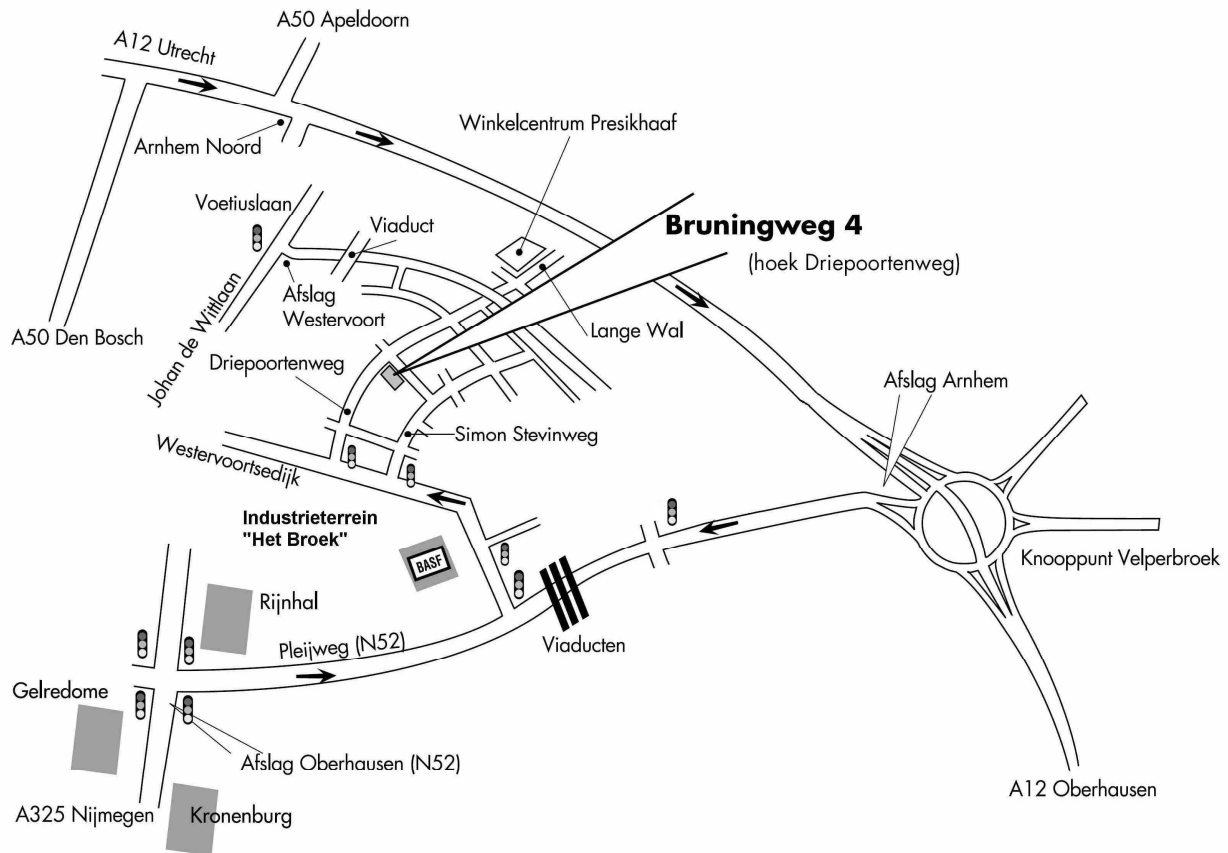 A50 Apeldoorn
A12 Utrecht
Winkelcentrum Presikhaaf
Arnhem Noord
Voetiuslaan
Viaduct
Bruningweg 4
(hoek Driepoortenweg)
Afslag
Westervoort
A50 Den Bosch
Johan de Wittlaan
Lange Wal
Driepoortenweg
Afslag Arnhem
Simon Stevinweg
Westervoortsedijk
Industrieterrein
"Het Broek"
BASF
Knooppunt Velperbroek
Rijnhal
Viaducten
Pleijweg (N52)
Gelredome
Afslag Oberhausen (N52)
A12 Oberhausen
A325 Nijmegen
Kronenburg